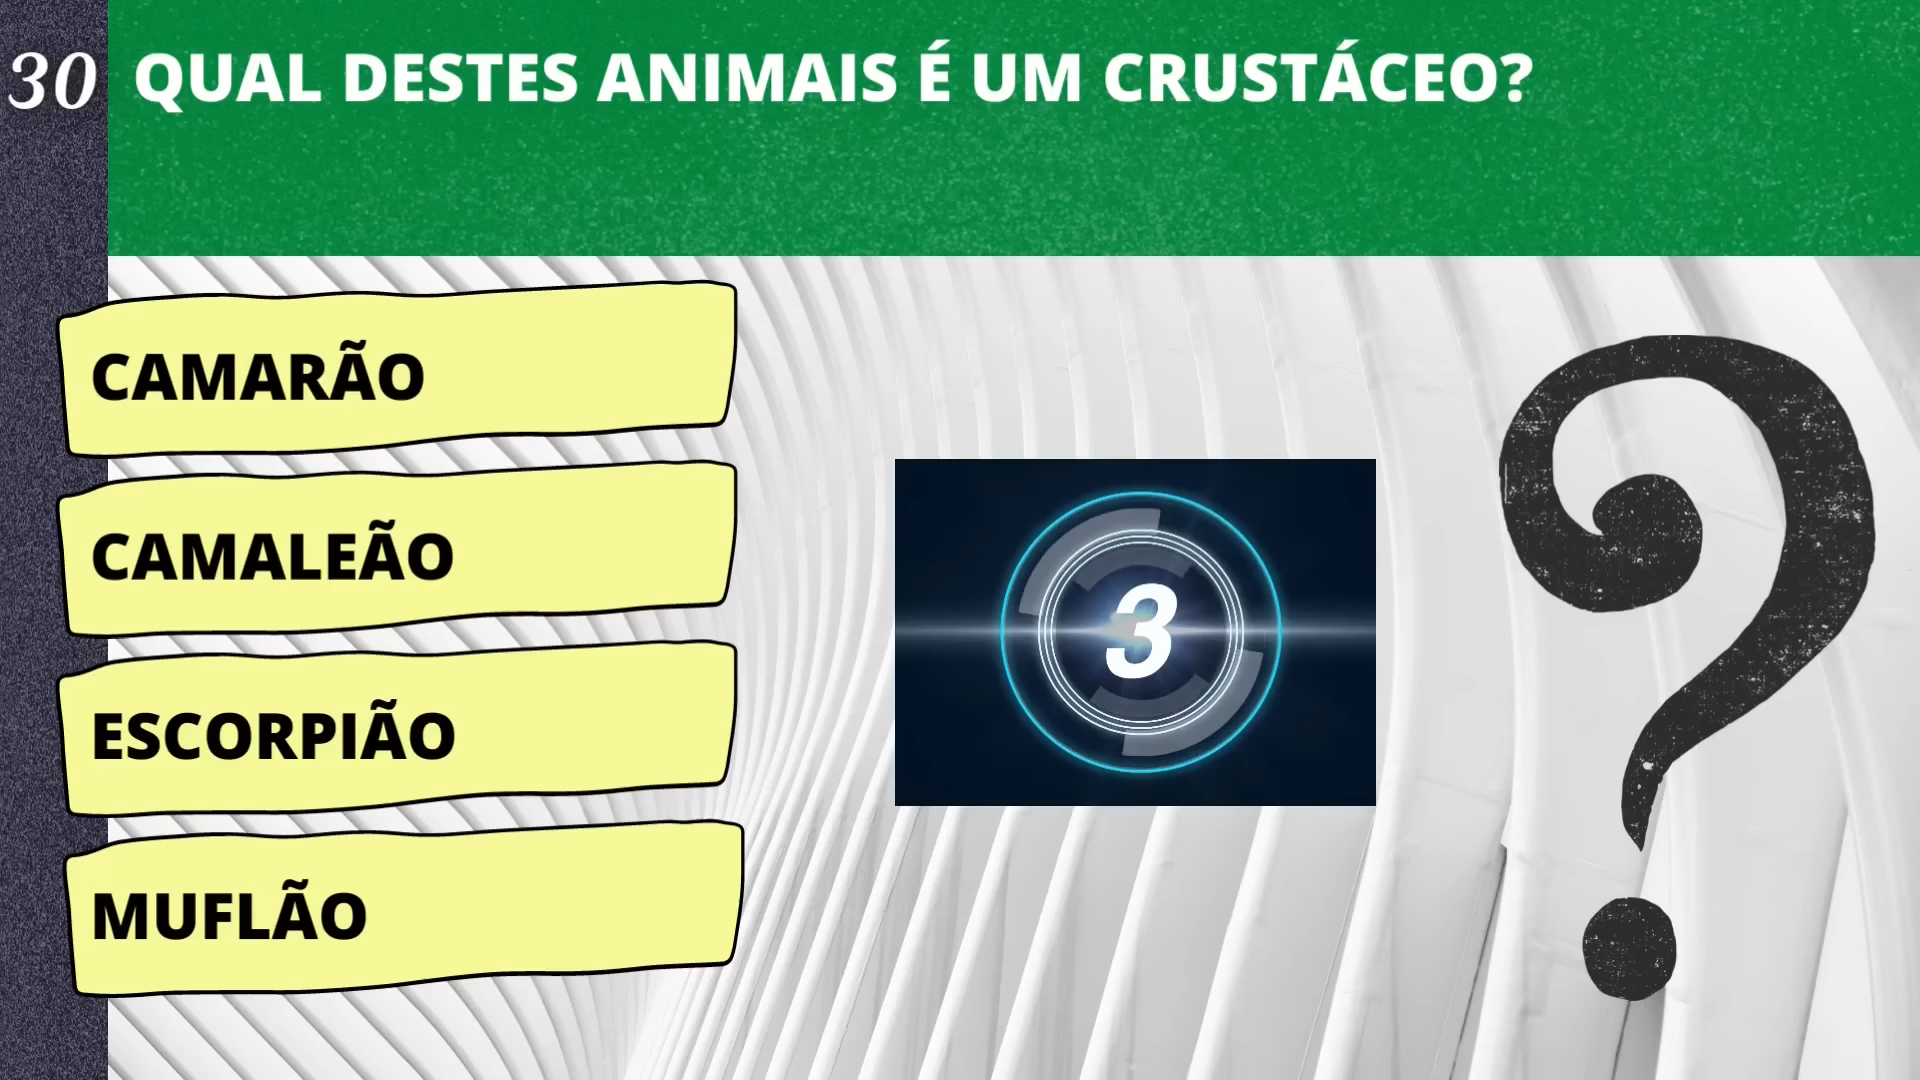 30
QUAL DESTES ANIMAIS É UM CRUSTÁCEO?
CAMARÃO
CAMALEÃO
ESCORPIÃO
MUFLÃO
3
?